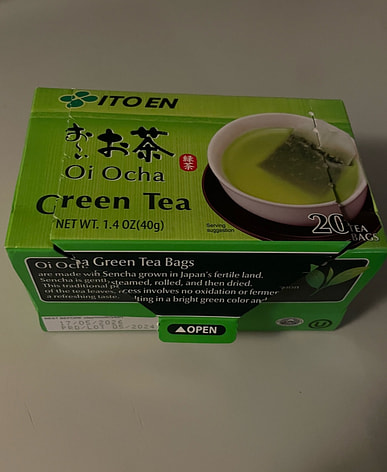 ITO EN
お〜いお茶
緑茶
Oi Ocha
Green Tea
NET WT. 1.4 OZ(40g)
Serving
suggestion
20 TEA
BAGS
Oi Ocha Green Tea Bags
are made with Sencha grown in Japan's fertile land.
Sencha is gent steamed, rolled, and then dried.
This traditional p cess involves no oxidation or fermen
of the tea leaves, lting in a bright green color and
a refreshing taste.
▲OPEN